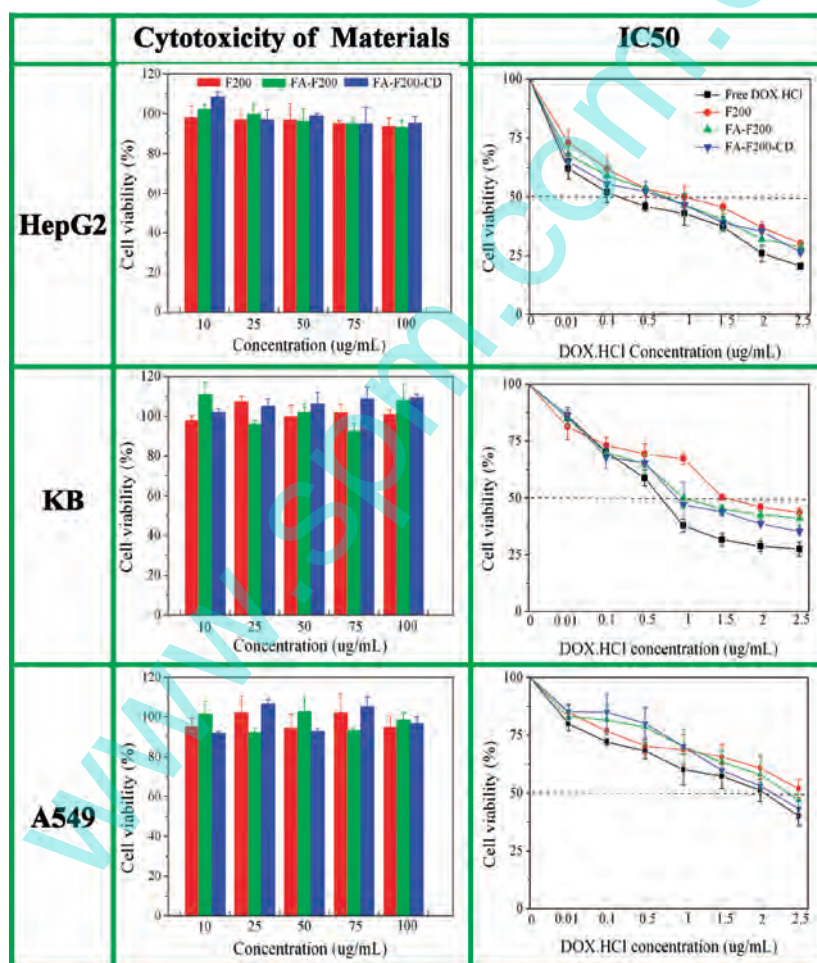 Cytotoxicity of Materials
IC50
HepG2
F200
FA-F200
FA-F200-CD
120
100
80
60
40
20
0
Cell viability (%)
10 25 50 75 100
Concentration (ug/mL)
Free DOX.HCl
F200
FA-F200
FA-F200-CD
100
75
50
25
0
Cell viability (%)
0 0.01 0.1 0.5 1 1.5 2 2.5
DOX.HCl Concentration (ug/mL)
KB
120
100
80
60
40
20
0
Cell viability (%)
10 25 50 75 100
Concentration (ug/mL)
100
75
50
25
0
Cell viability (%)
0 0.01 0.1 0.5 1 1.5 2 2.5
DOX.HCl concentration (ug/mL)
A549
120
100
80
60
40
20
0
Cell viability (%)
10 25 50 75 100
Concentration (ug/mL)
100
75
50
25
0
Cell viability (%)
0 0.01 0.1 0.5 1 1.5 2 2.5
DOX.HCl concentration (ug/mL)
www.spm.com.c